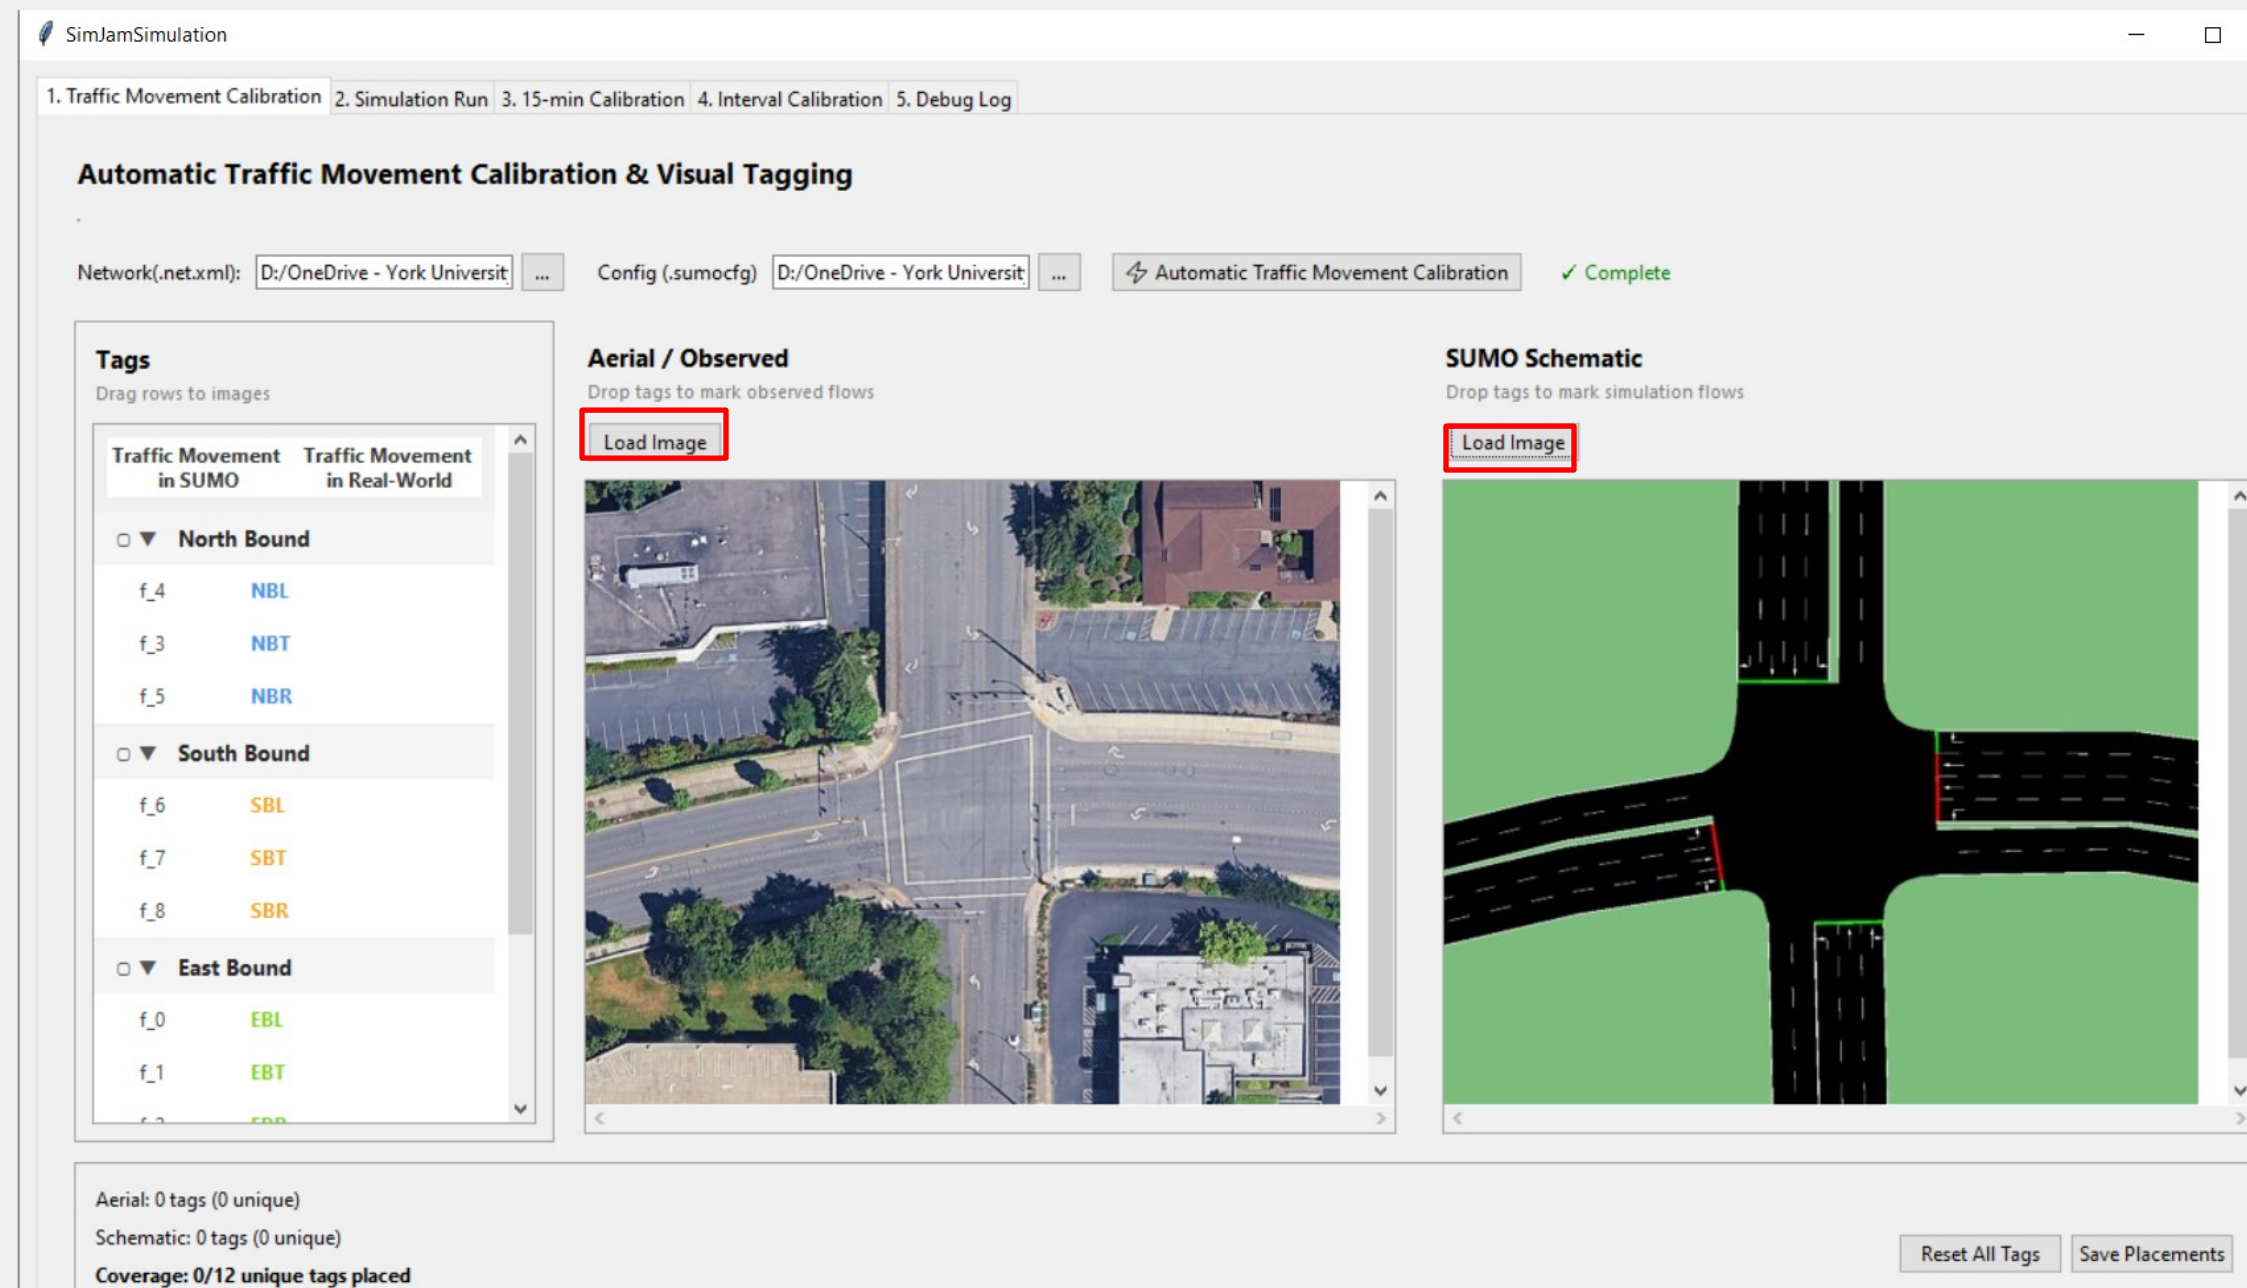 SimJamSimulation
1. Traffic Movement Calibration 2. Simulation Run 3. 15-min Calibration 4. Interval Calibration 5. Debug Log
Automatic Traffic Movement Calibration & Visual Tagging
.
Network(.net.xml): D:/OneDrive - York Universit ... Config (.sumocfg) D:/OneDrive - York Universit ... Automatic Traffic Movement Calibration ✓ Complete
Tags
Drag rows to images
Traffic Movement Traffic Movement
in SUMO in Real-World
North Bound
f_4 NBL
f_3 NBT
f_5 NBR
South Bound
f_6 SBL
f_7 SBT
f_8 SBR
East Bound
f_0 EBL
f_1 EBT
Aerial / Observed
Drop tags to mark observed flows
Load Image
SUMO Schematic
Drop tags to mark simulation flows
Load Image
Aerial: 0 tags (0 unique)
Schematic: 0 tags (0 unique)
Coverage: 0/12 unique tags placed
Reset All Tags Save Placements